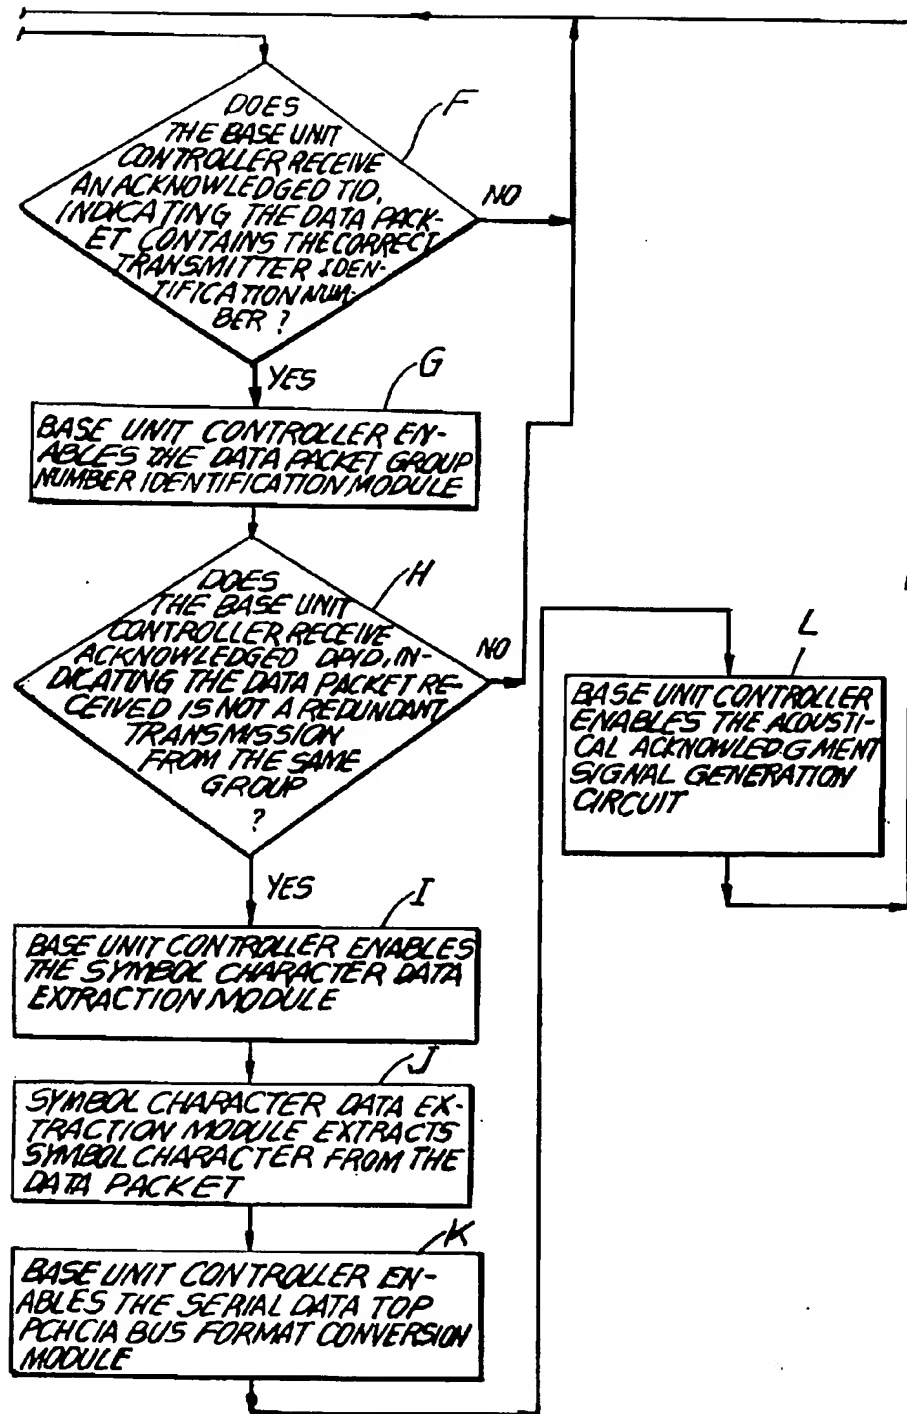 F
DOES
THE BASE UNIT
CONTROLLER RECEIVE
AN ACKNOWLEDGED TID,
INDICATING THE DATA PACK-
ET CONTAINS THE CORRECT
TRANSMITTER IDEN-
TIFICATION NUM-
BER ?
NO
YES
G
BASE UNIT CONTROLLER EN-
ABLES THE DATA PACKET GROUP
NUMBER IDENTIFICATION MODULE
H
DOES
THE BASE UNIT
CONTROLLER RECEIVE
ACKNOWLEDGED DPID, IN-
DICATING THE DATA PACKET RE-
CEIVED IS NOT A REDUNDANT
TRANSMISSION
FROM THE SAME
GROUP
?
NO
YES
I
BASE UNIT CONTROLLER ENABLES
THE SYMBOL CHARACTER DATA
EXTRACTION MODULE
J
SYMBOL CHARACTER DATA EX-
TRACTION MODULE EXTRACTS
SYMBOL CHARACTER FROM THE
DATA PACKET
K
BASE UNIT CONTROLLER EN-
ABLES THE SERIAL DATA TOP
PCHCIA BUS FORMAT CONVERSION
MODULE
L
BASE UNIT CONTROLLER
ENABLES THE ACOUSTI-
CAL ACKNOWLEDGMENT
SIGNAL GENERATION
CIRCUIT